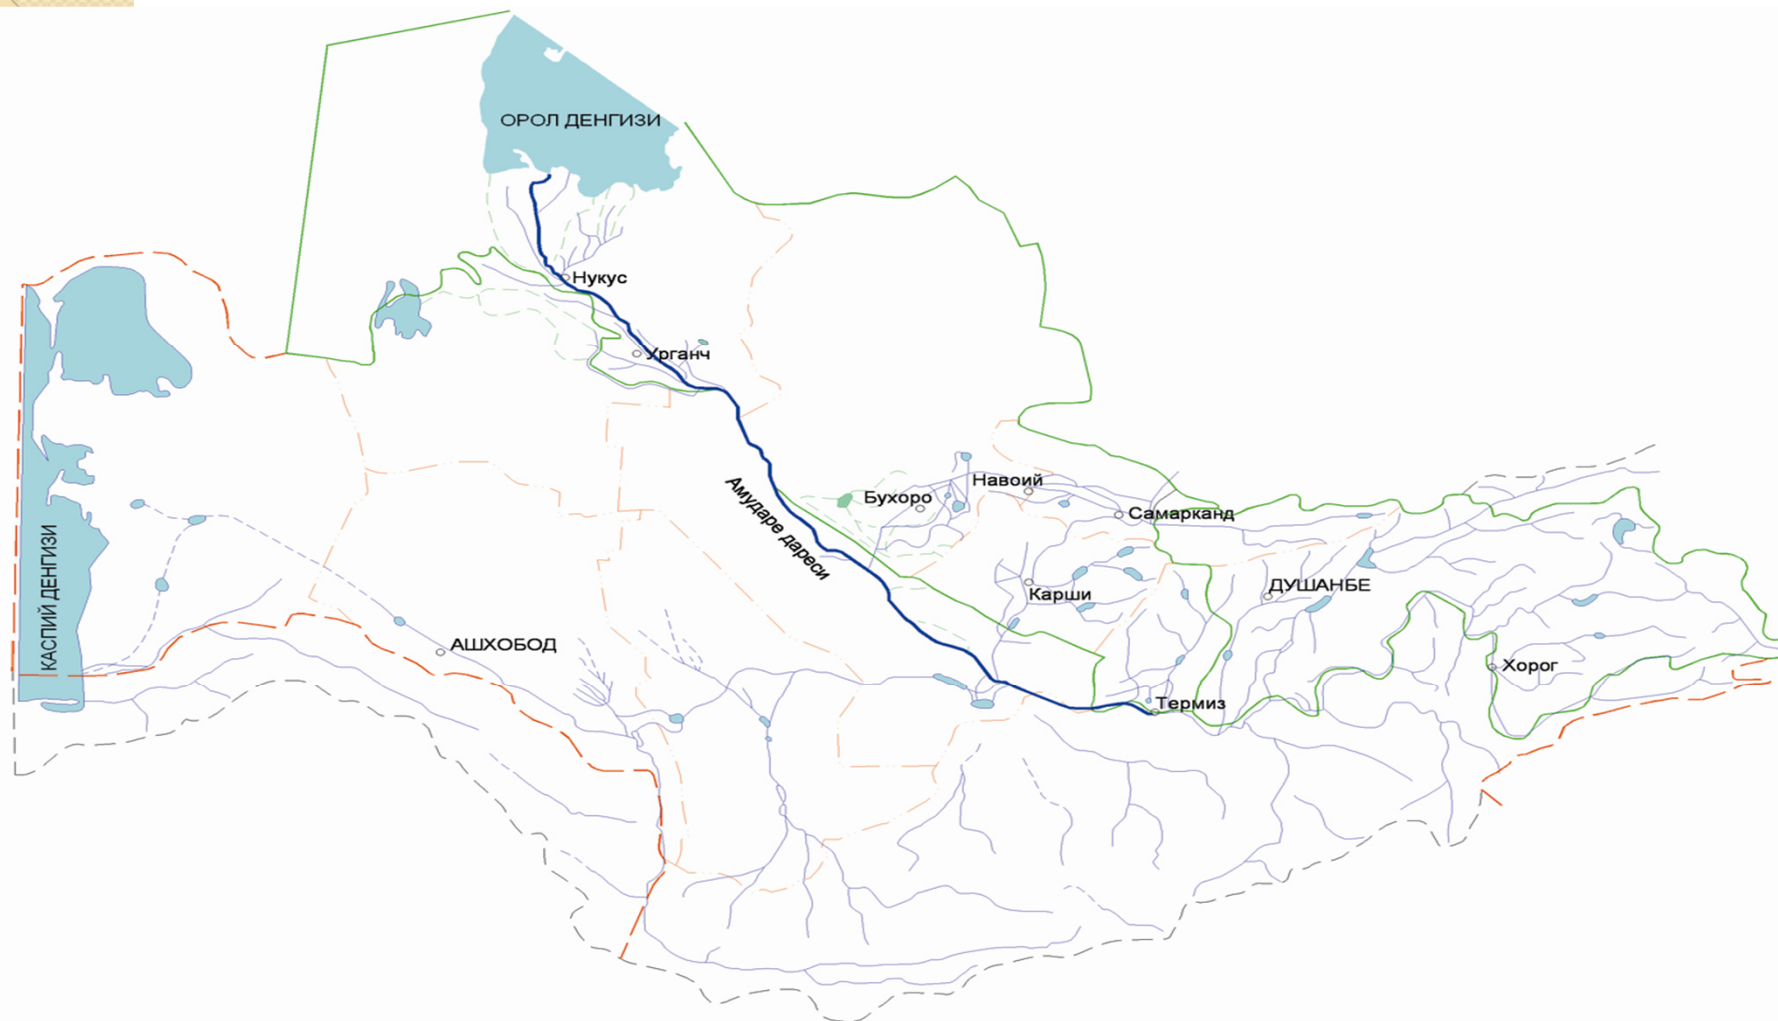 ОРОЛ ДЕНГИЗИ
Нукус
Урганч
Навоий
Бухоро
Самарканд
Амударе дареси
КАСПИЙ ДЕНГИЗИ
ДУШАНБЕ
Карши
АШХОБОД
Хорог
Термиз